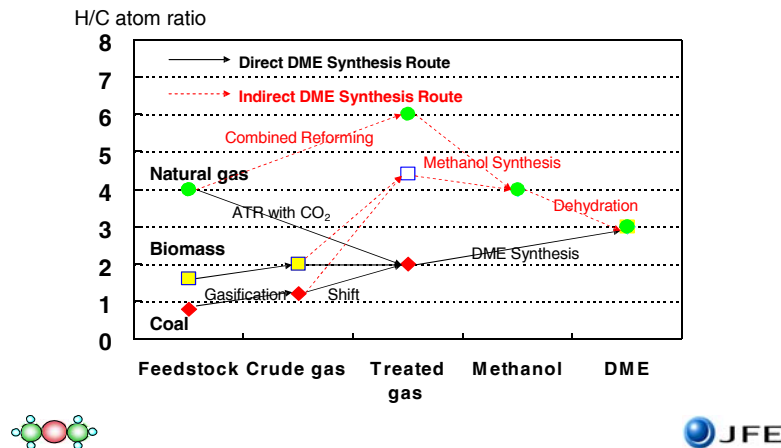 H/C atom ratio
8
7
6
5
4
3
2
1
0
Direct DME Synthesis Route
Indirect DME Synthesis Route
Combined Reforming
Natural gas
Methanol Synthesis
ATR with CO₂
Dehydration
Biomass
DME Synthesis
Gasification
Shift
Coal
Feedstock Crude gas Treated gas Methanol DME
JFE